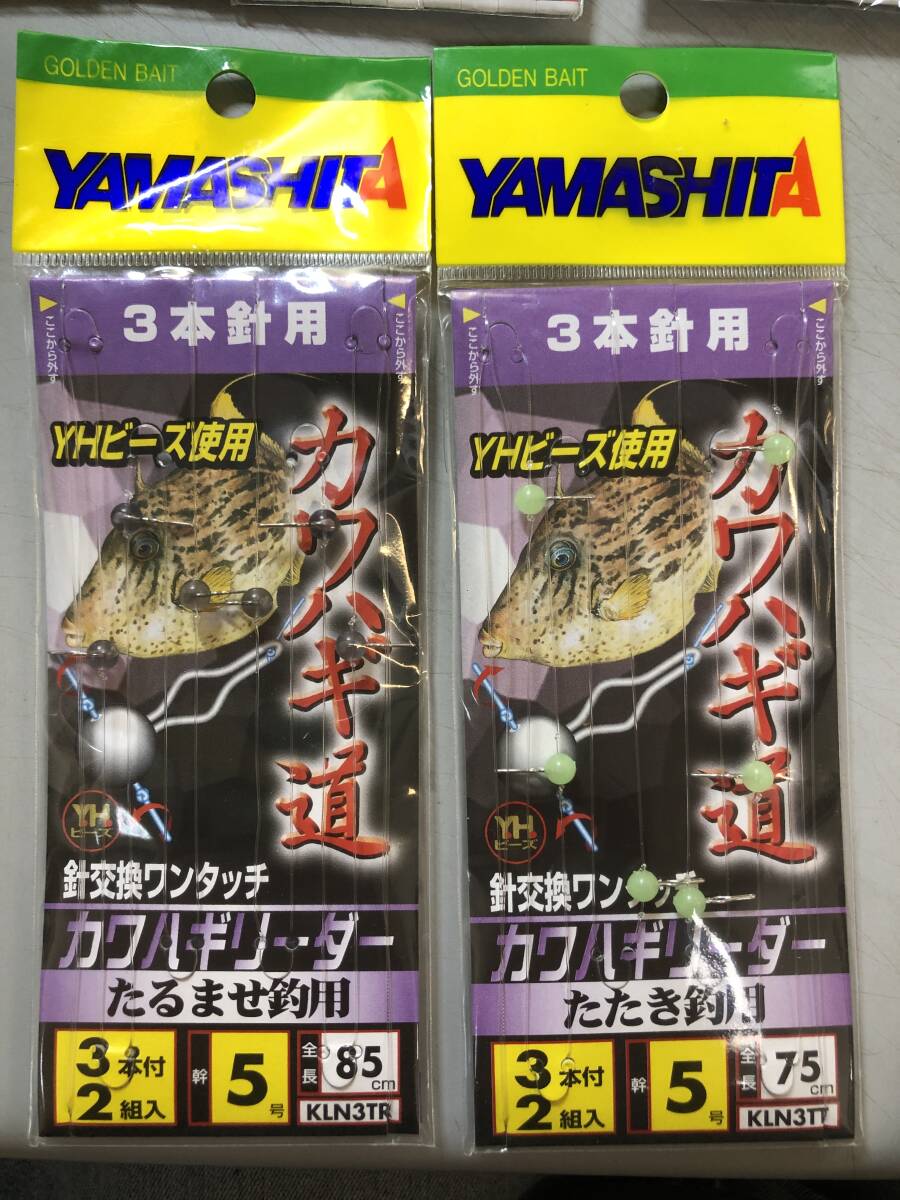 GOLDEN BAIT
YAMASHITA
3本針用
ここから外す
ここから外す
YHビーズ使用
カワハギ道
YH
ビーズ
針交換ワンタッチ
カワハギリーダー
たるませ釣用
3本付
2組入
幹
5号
全長
85cm
KLN3TR
GOLDEN BAIT
YAMASHITA
3本針用
ここから外す
ここから外す
YHビーズ使用
カワハギ道
YH
ビーズ
針交換ワンタッチ
カワハギリーダー
たたき釣用
3本付
2組入
幹
5号
全長
75cm
KLN3TT